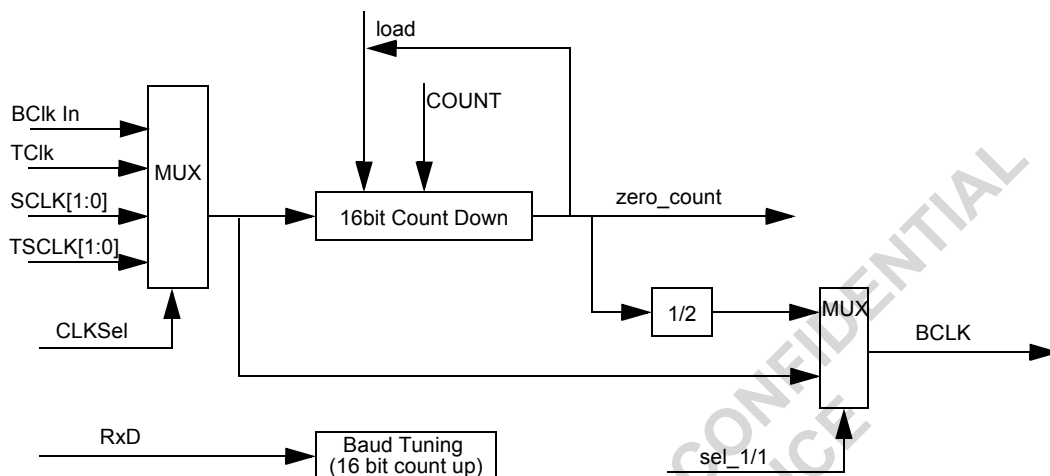 load
BClk In
COUNT
TClk
MUX
SCLK[1:0]
16bit Count Down
zero_count
TSCLK[1:0]
1/2
MUX
CLKSel
BCLK
RxD
Baud Tuning
(16 bit count up)
sel_1/1
CONFIDENTIAL